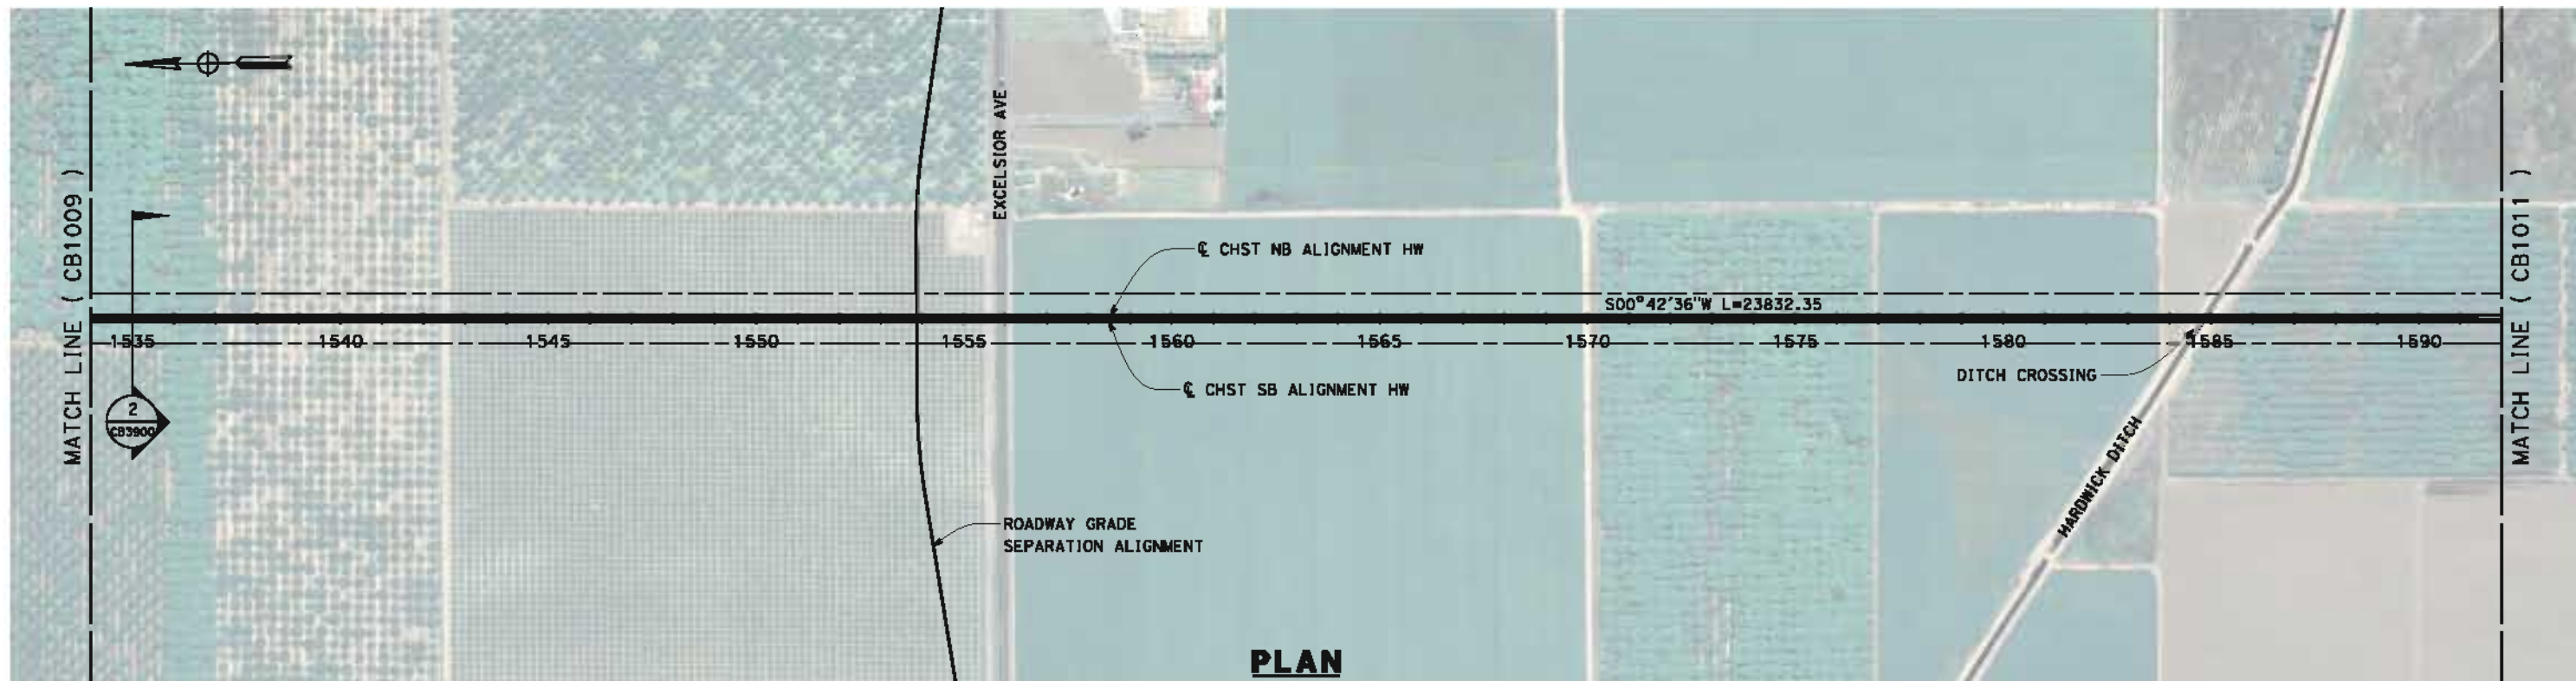 MATCH LINE ( CB1009 )
2
CB3900
EXCELSIOR AVE
℄ CHST NB ALIGNMENT HW
S00°42'36"W L=23832.35
1535 1540 1545 1550 1555 1560 1565 1570 1575 1580 1585 1590
℄ CHST SB ALIGNMENT HW
DITCH CROSSING
HARDWICK DITCH
ROADWAY GRADE
SEPARATION ALIGNMENT
MATCH LINE ( CB1011 )
PLAN